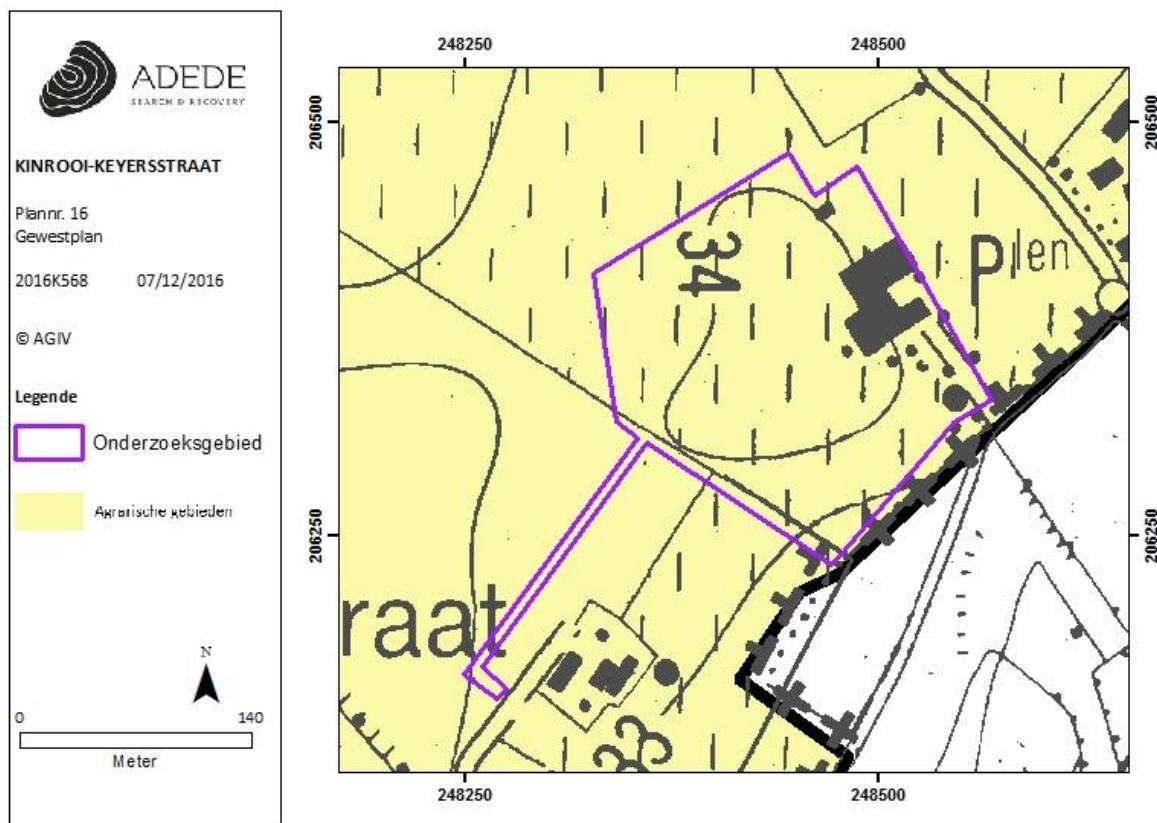 ADEDE
SEARCH & RECOVERY
KINROOI-KEYERSSTRAAT
Plannr. 16
Gewestplan
2016K568 07/12/2016
© AGIV
Legende
Onderzoeksgebied
Agrarische gebieden
N
0 140
Meter
248250 248500
206500 206500
34
Plen
206250 206250
raat
33
248250 248500